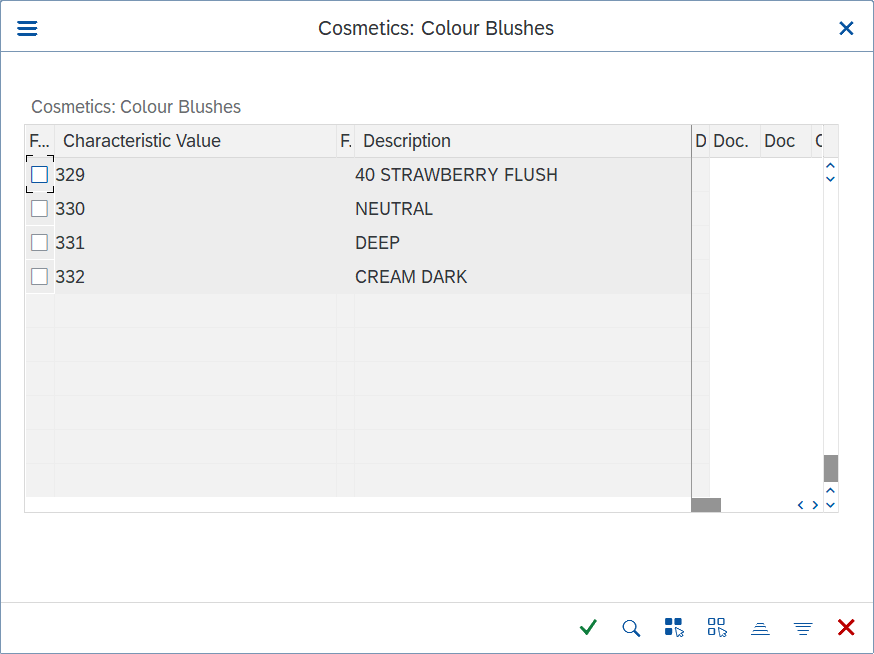 Cosmetics: Colour Blushes
Cosmetics: Colour Blushes
F... Characteristic Value F. Description D Doc. Doc
329 40 STRAWBERRY FLUSH
330 NEUTRAL
331 DEEP
332 CREAM DARK